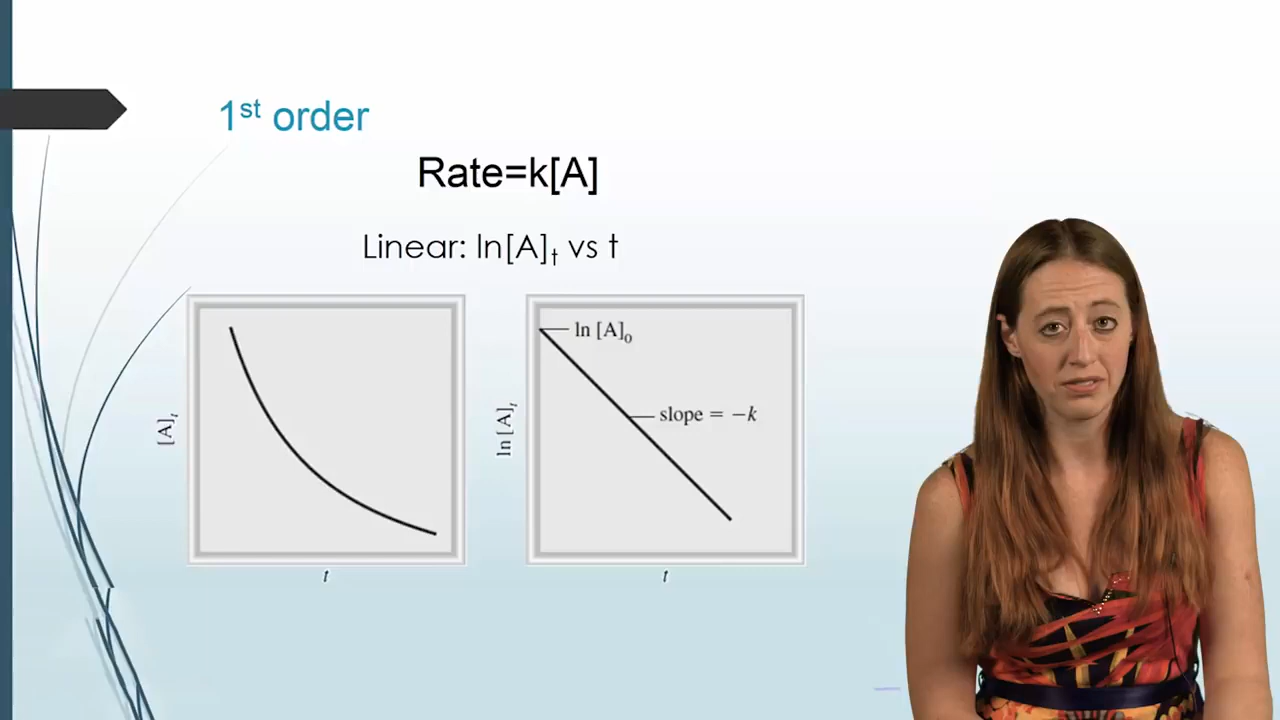 1st order
Rate=k[A]
Linear: ln[A]t vs t
[A]t
t
ln [A]t
ln [A]0
slope = −k
t